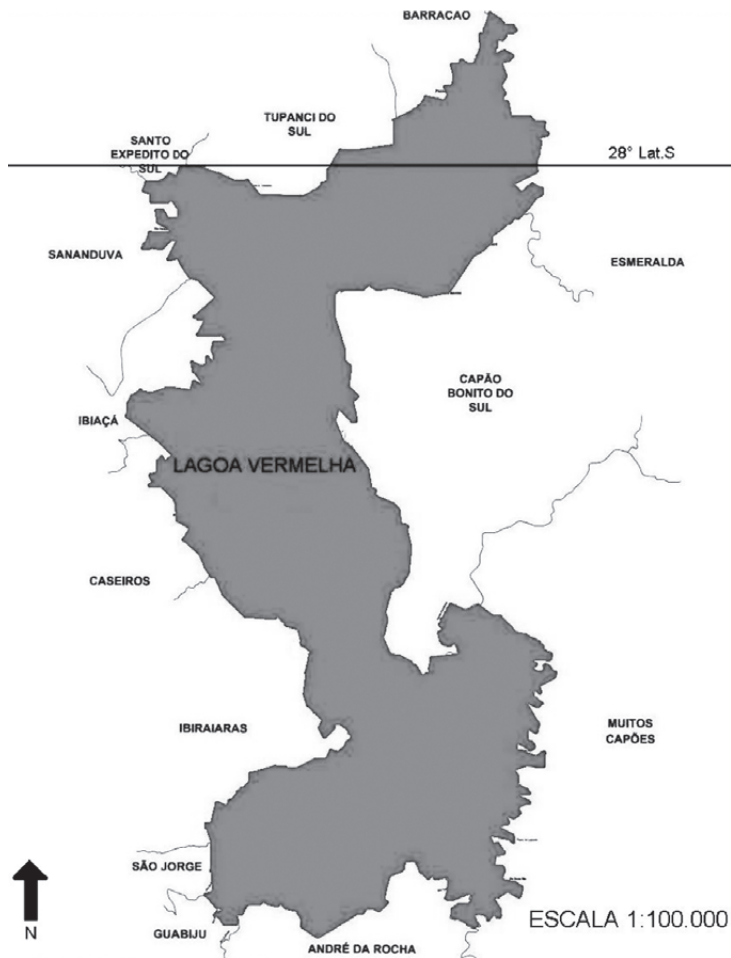 BARRACAO
TUPANCI DO
SUL
SANTO
EXPEDITO DO
SUL
28° Lat.S
SANANDUVA
ESMERALDA
CAPÃO
BONITO DO
SUL
IBIAÇÁ
LAGOA VERMELHA
CASEIROS
IBIRAIARAS
MUITOS
CAPÕES
SÃO JORGE
N
GUABIJU
ANDRÉ DA ROCHA
ESCALA 1:100.000